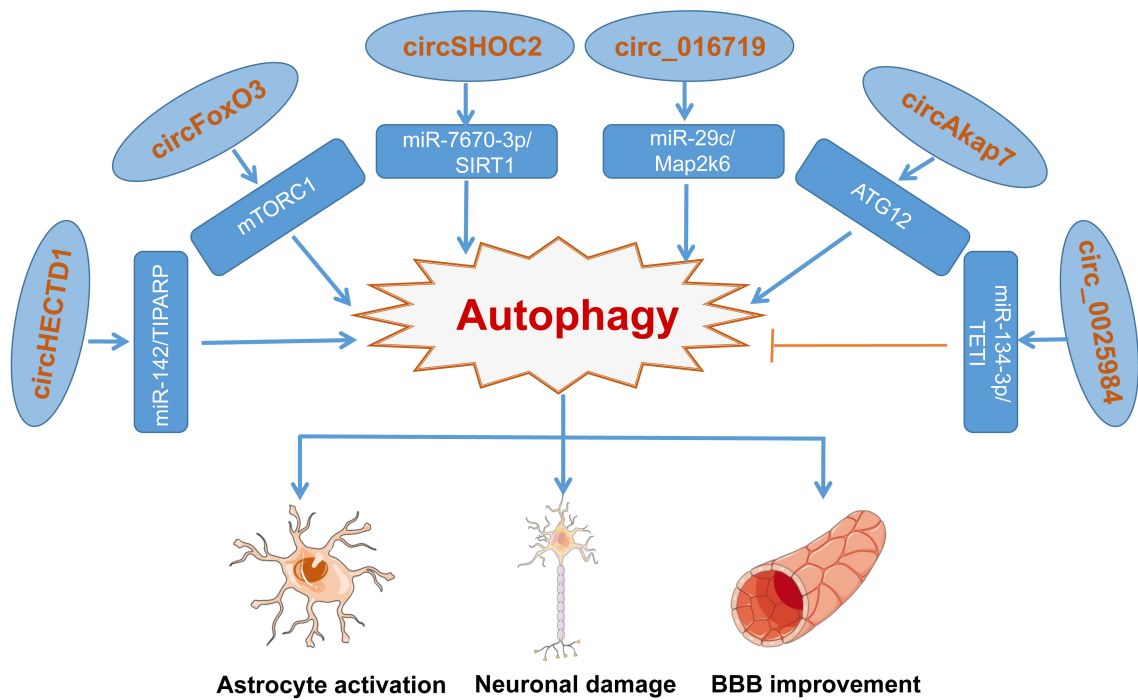 circSHOC2
circ_016719
circFoxO3
circAkap7
miR-7670-3p/
SIRT1
miR-29c/
Map2k6
mTORC1
ATG12
circHECTD1
miR-142/TIPARP
Autophagy
miR-134-3p/
TETI
circ_0025984
Astrocyte activation
Neuronal damage
BBB improvement